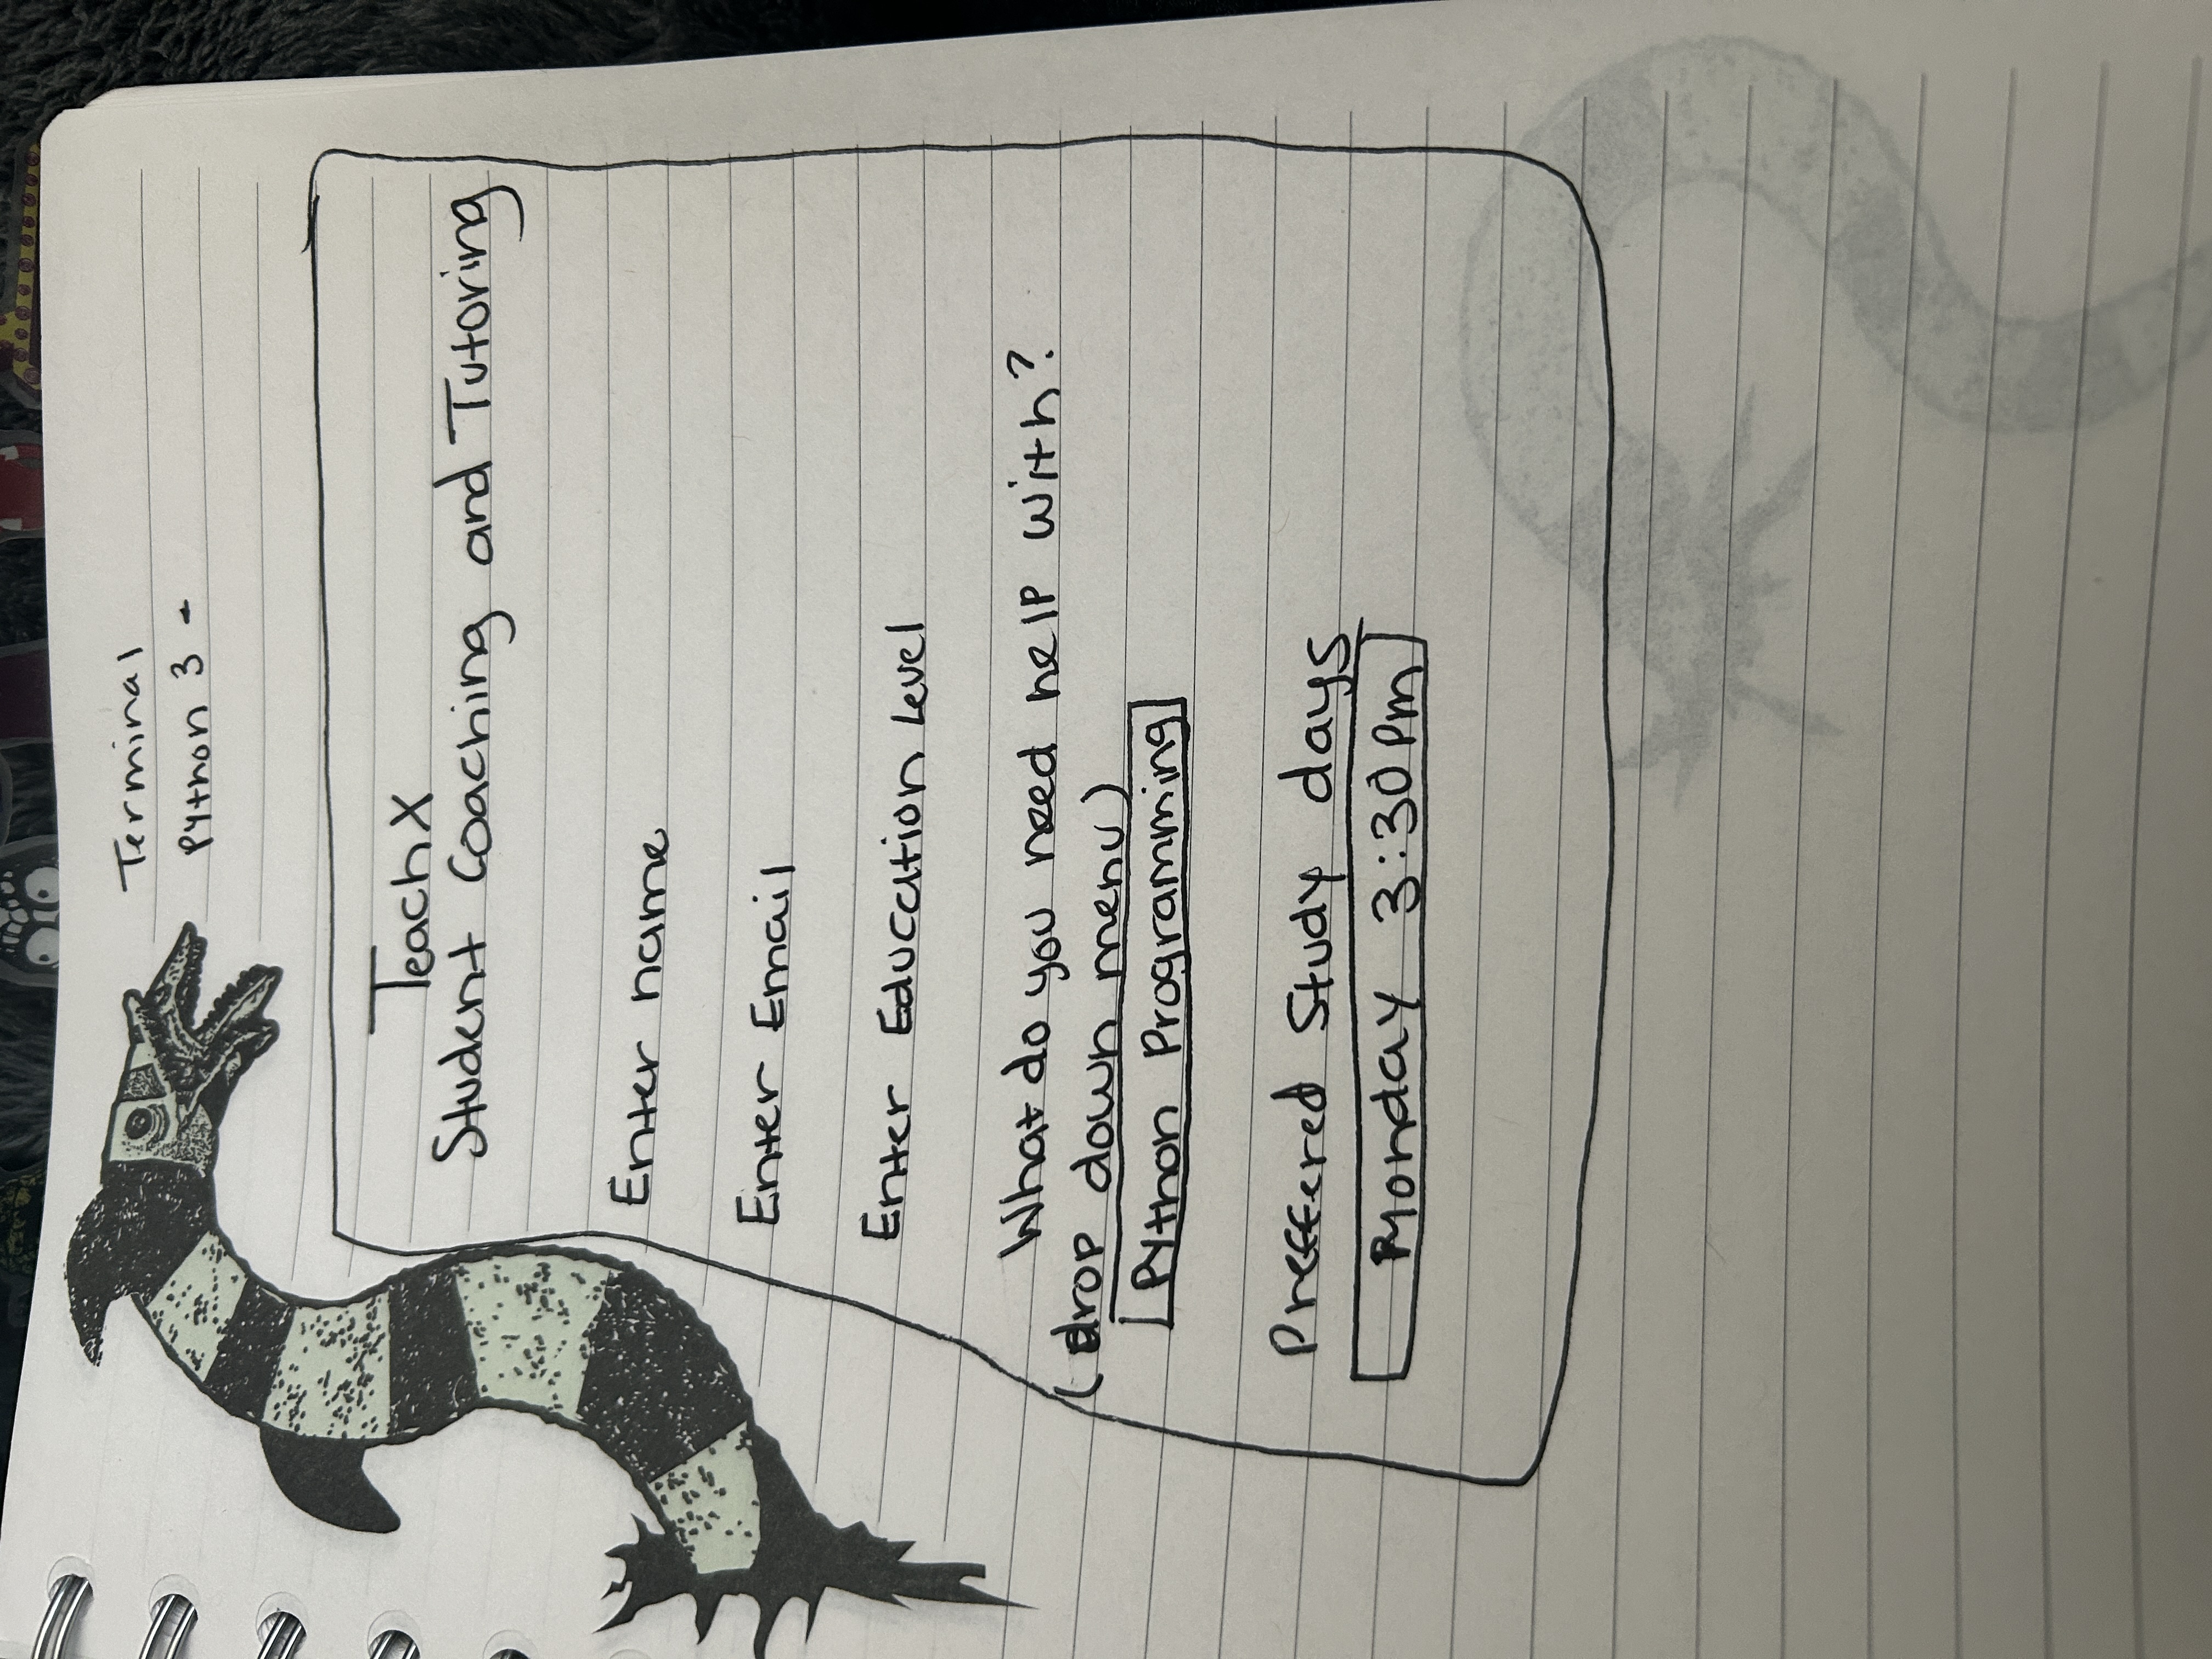 Terminal
Python 3 -
TeachX
Student Coaching and Tutoring
Enter name
Enter Email
Enter Education Level
What do you need help with?
(drop down menu)
Python Programming
Preffered Study days
Monday 3:30 pm